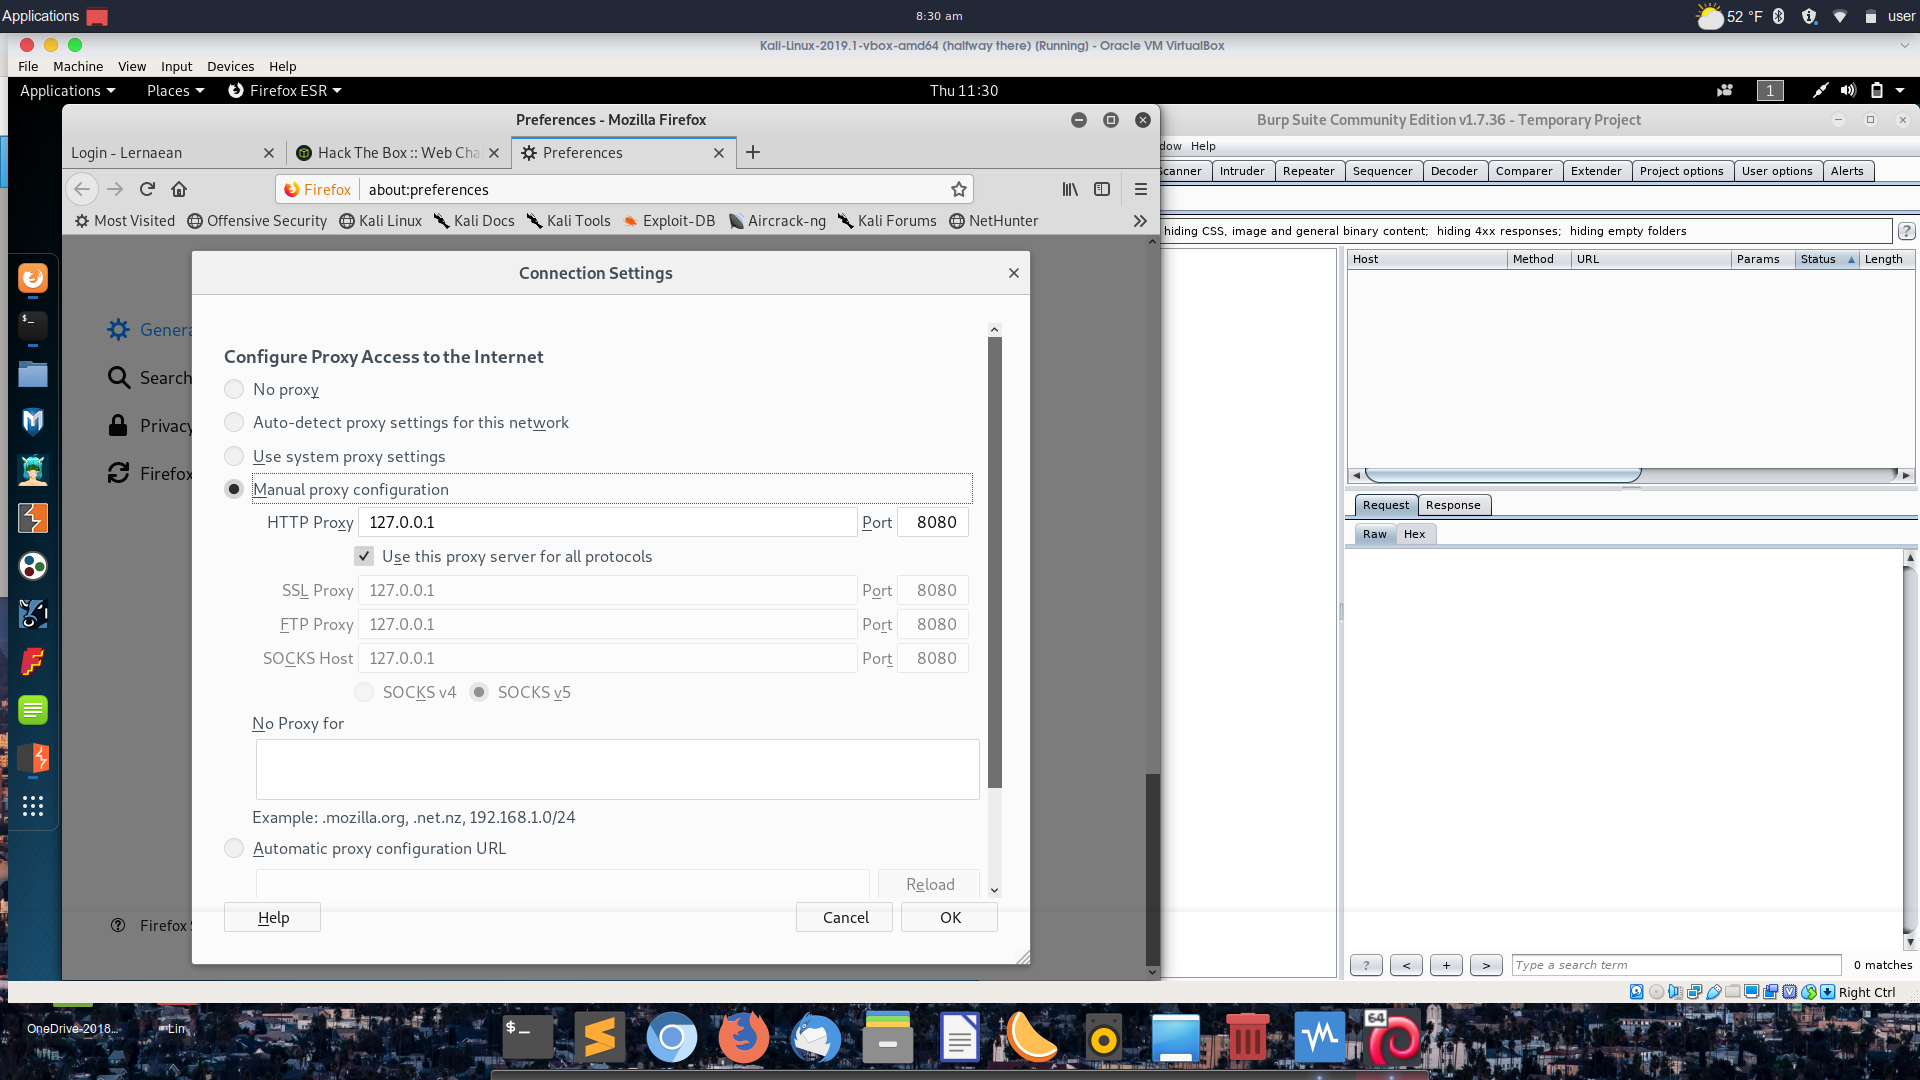 Applications
8:30 am
52 °F
user
Kali-Linux-2019.1-vbox-amd64 (halfway there) [Running] - Oracle VM VirtualBox
File Machine View Input Devices Help
Applications Places Firefox ESR
Thu 11:30
1
Preferences - Mozilla Firefox
Login - Lernaean
Hack The Box :: Web Cha
Preferences
Firefox about:preferences
Most Visited Offensive Security Kali Linux Kali Docs Kali Tools Exploit-DB Aircrack-ng Kali Forums NetHunter
Genera
Search
Privacy
Firefox
Firefox S
Connection Settings
Configure Proxy Access to the Internet
No proxy
Auto-detect proxy settings for this network
Use system proxy settings
Manual proxy configuration
HTTP Proxy 127.0.0.1 Port 8080
Use this proxy server for all protocols
SSL Proxy 127.0.0.1 Port 8080
FTP Proxy 127.0.0.1 Port 8080
SOCKS Host 127.0.0.1 Port 8080
SOCKS v4 SOCKS v5
No Proxy for
Example: .mozilla.org, .net.nz, 192.168.1.0/24
Automatic proxy configuration URL
Reload
Help Cancel OK
Burp Suite Community Edition v1.7.36 - Temporary Project
dow Help
canner Intruder Repeater Sequencer Decoder Comparer Extender Project options User options Alerts
hiding CSS, image and general binary content; hiding 4xx responses; hiding empty folders
?
Host Method URL Params Status Length
Request Response
Raw Hex
? < + > Type a search term 0 matches
Right Ctrl
OneDrive-2018... Lin
64